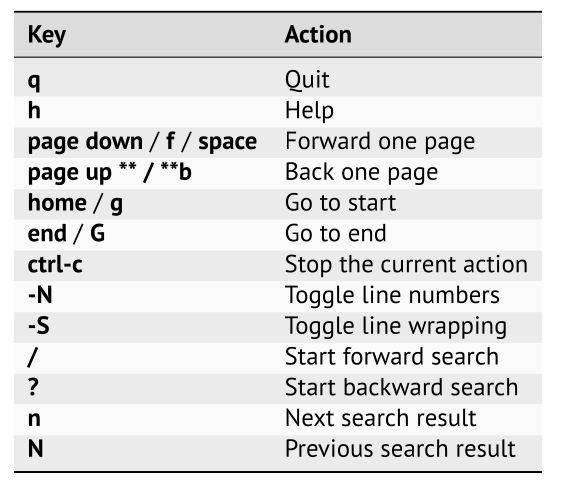 Key Action
q Quit
h Help
page down / f / space Forward one page
page up ** / **b Back one page
home / g Go to start
end / G Go to end
ctrl-c Stop the current action
-N Toggle line numbers
-S Toggle line wrapping
/ Start forward search
? Start backward search
n Next search result
N Previous search result